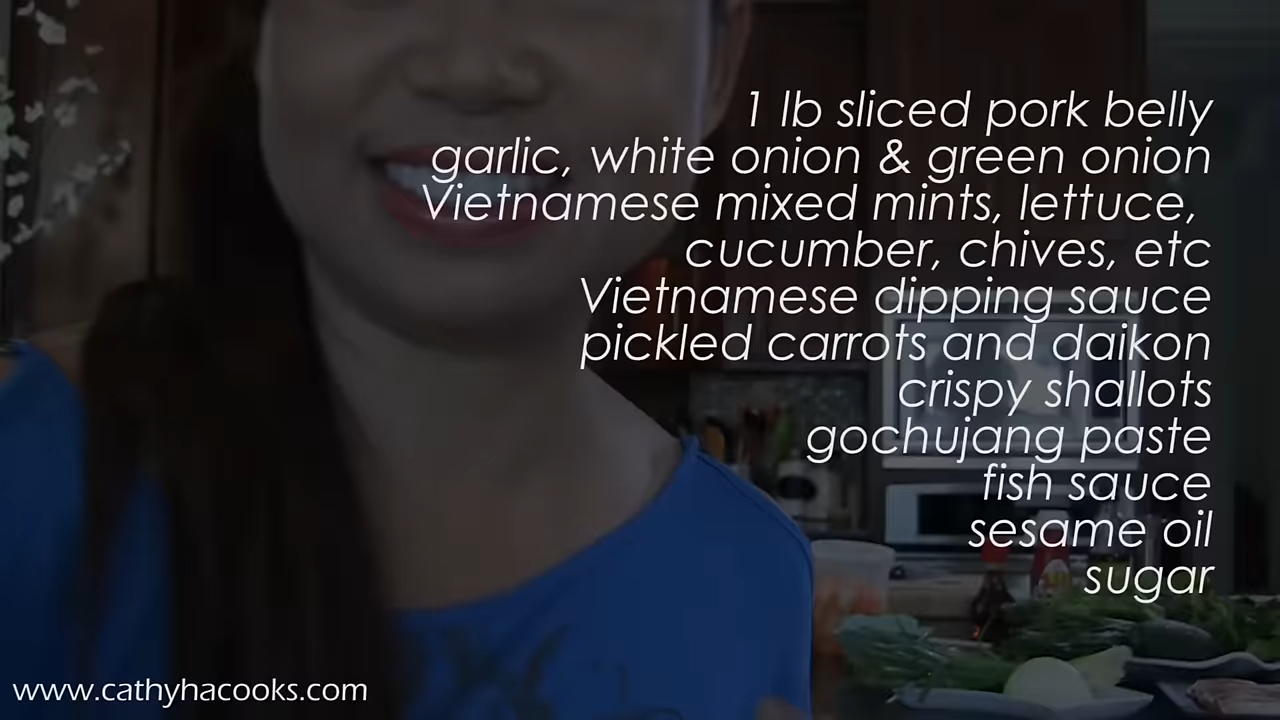 1 lb sliced pork belly
garlic, white onion & green onion
Vietnamese mixed mints, lettuce,
cucumber, chives, etc
Vietnamese dipping sauce
pickled carrots and daikon
crispy shallots
gochujang paste
fish sauce
sesame oil
sugar
www.cathyhacooks.com